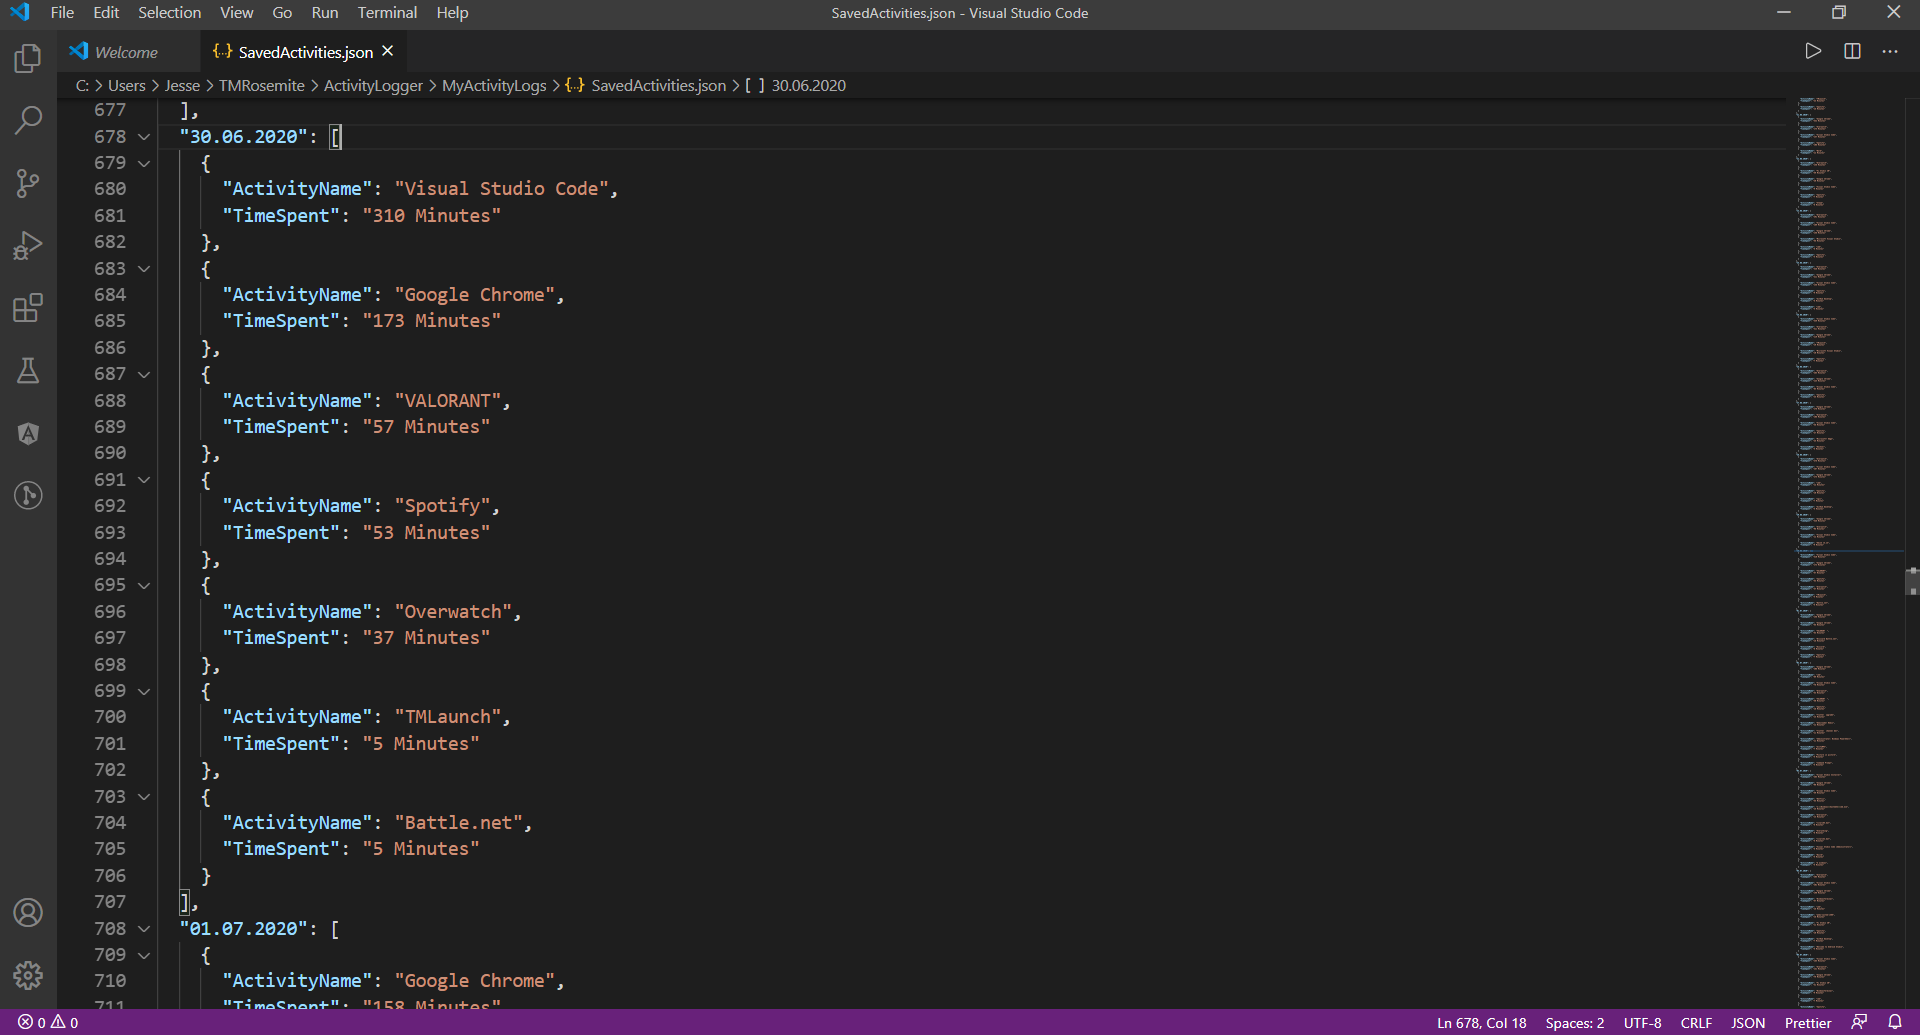 File Edit Selection View Go Run Terminal Help SavedActivities.json - Visual Studio Code
Welcome {..} SavedActivities.json
C: > Users > Jesse > TMRosemite > ActivityLogger > MyActivityLogs > {..} SavedActivities.json > [ ] 30.06.2020
677 ],
678 "30.06.2020": [
679 {
680 "ActivityName": "Visual Studio Code",
681 "TimeSpent": "310 Minutes"
682 },
683 {
684 "ActivityName": "Google Chrome",
685 "TimeSpent": "173 Minutes"
686 },
687 {
688 "ActivityName": "VALORANT",
689 "TimeSpent": "57 Minutes"
690 },
691 {
692 "ActivityName": "Spotify",
693 "TimeSpent": "53 Minutes"
694 },
695 {
696 "ActivityName": "Overwatch",
697 "TimeSpent": "37 Minutes"
698 },
699 {
700 "ActivityName": "TMLaunch",
701 "TimeSpent": "5 Minutes"
702 },
703 {
704 "ActivityName": "Battle.net",
705 "TimeSpent": "5 Minutes"
706 }
707 ],
708 "01.07.2020": [
709 {
710 "ActivityName": "Google Chrome",
711 "TimeSpent": "158 Minutes"
0 0 Ln 678, Col 18 Spaces: 2 UTF-8 CRLF JSON Prettier